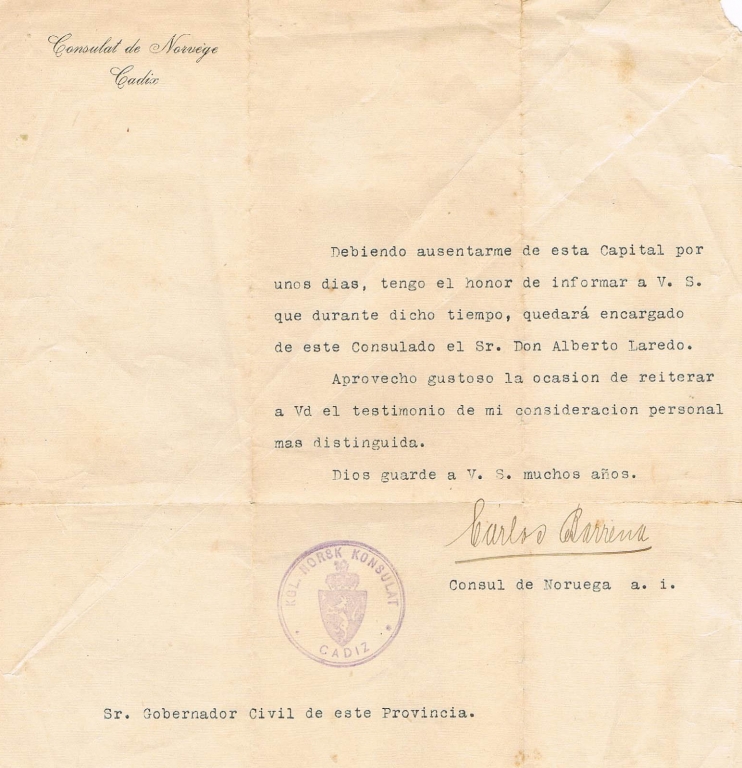 Consulat de Norvège
Cadix
Debiendo ausentarme de esta Capital por
unos dias, tengo el honor de informar a V. S.
que durante dicho tiempo, quedará encargado
de este Consulado el Sr. Don Alberto Laredo.
Aprovecho gustoso la ocasion de reiterar
a Vd el testimonio de mi consideracion personal
mas distinguida.
Dios guarde a V. S. muchos años.
Carlos Barrena
Consul de Noruega a. i.
KGL. NORSK KONSULAT
CADIZ
Sr. Gobernador Civil de este Provincia.